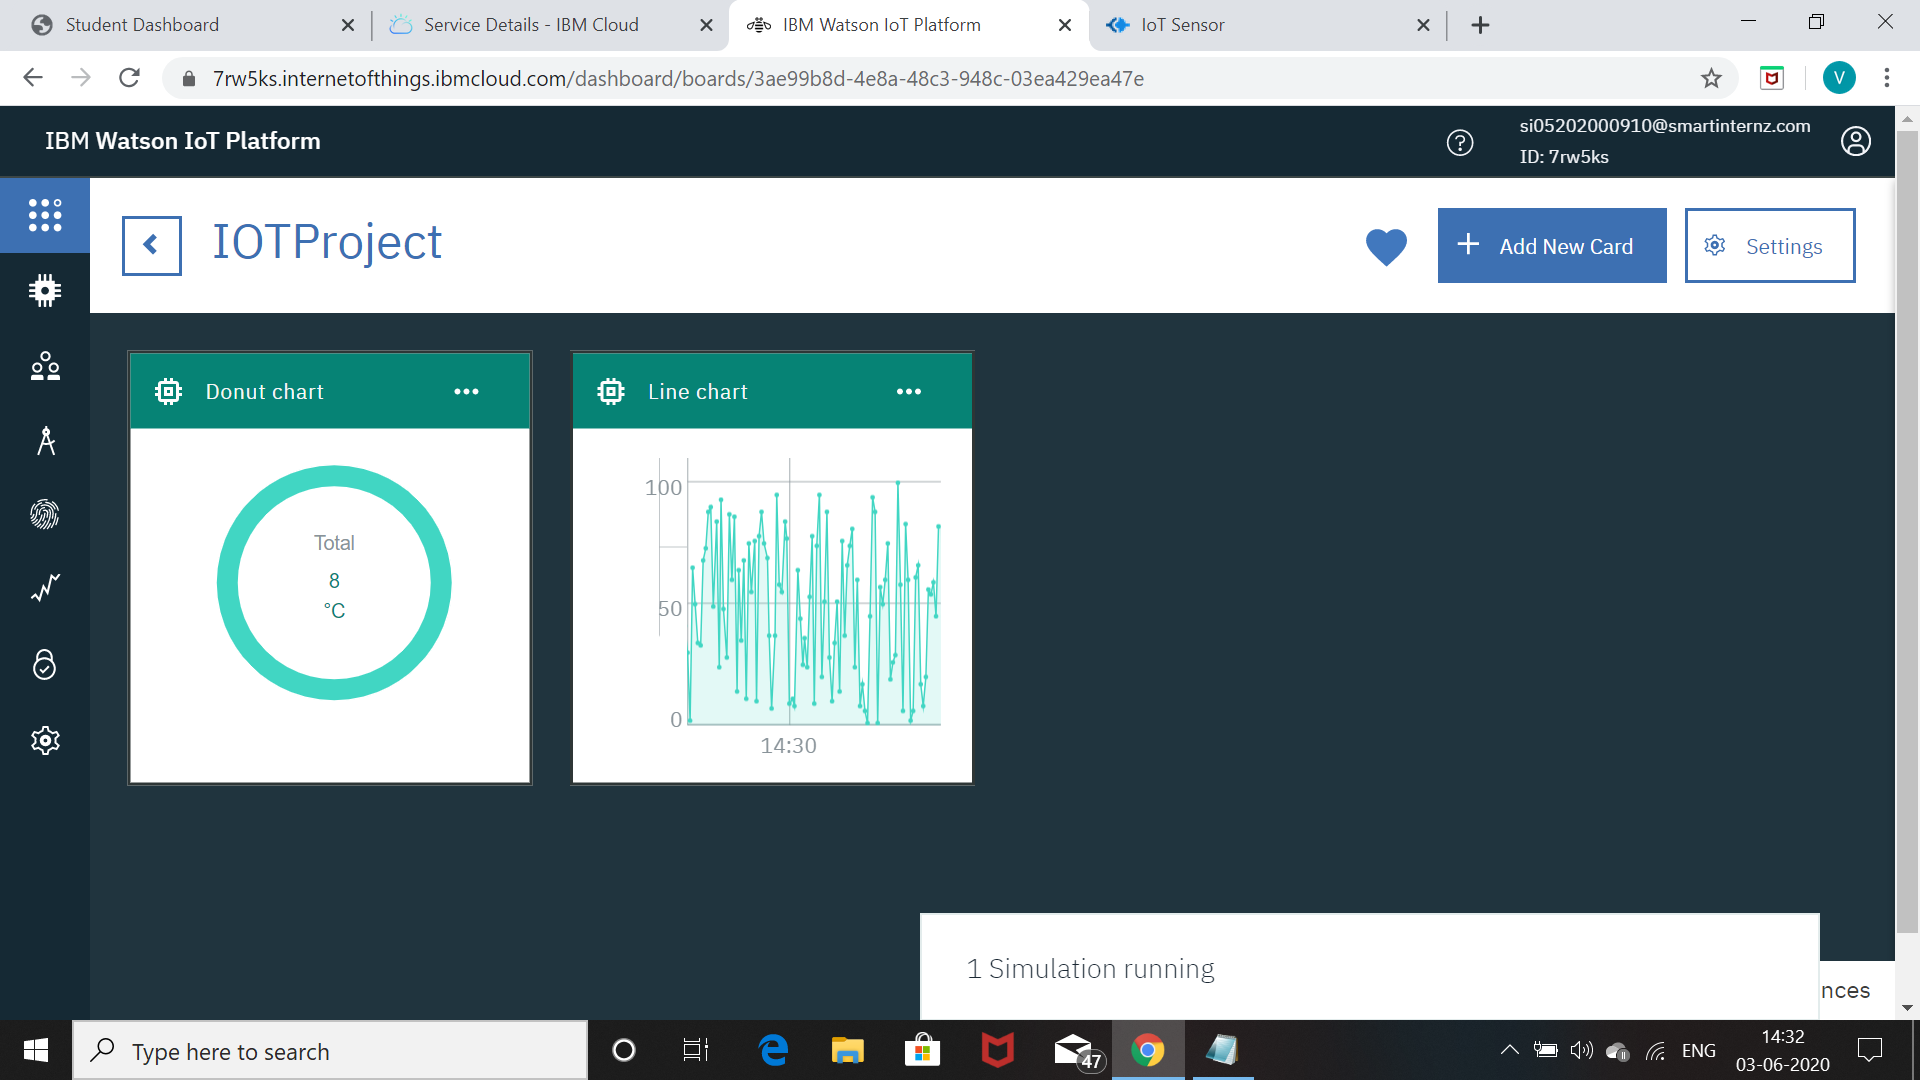 Student Dashboard
Service Details - IBM Cloud
IBM Watson IoT Platform
IoT Sensor
7rw5ks.internetofthings.ibmcloud.com/dashboard/boards/3ae99b8d-4e8a-48c3-948c-03ea429ea47e
V
IBM Watson IoT Platform
si05202000910@smartinternz.com
ID: 7rw5ks
IOTProject
Add New Card
Settings
Donut chart
Line chart
Total
8
°C
100
50
0
14:30
1 Simulation running
nces
Type here to search
47
ENG
14:32
03-06-2020